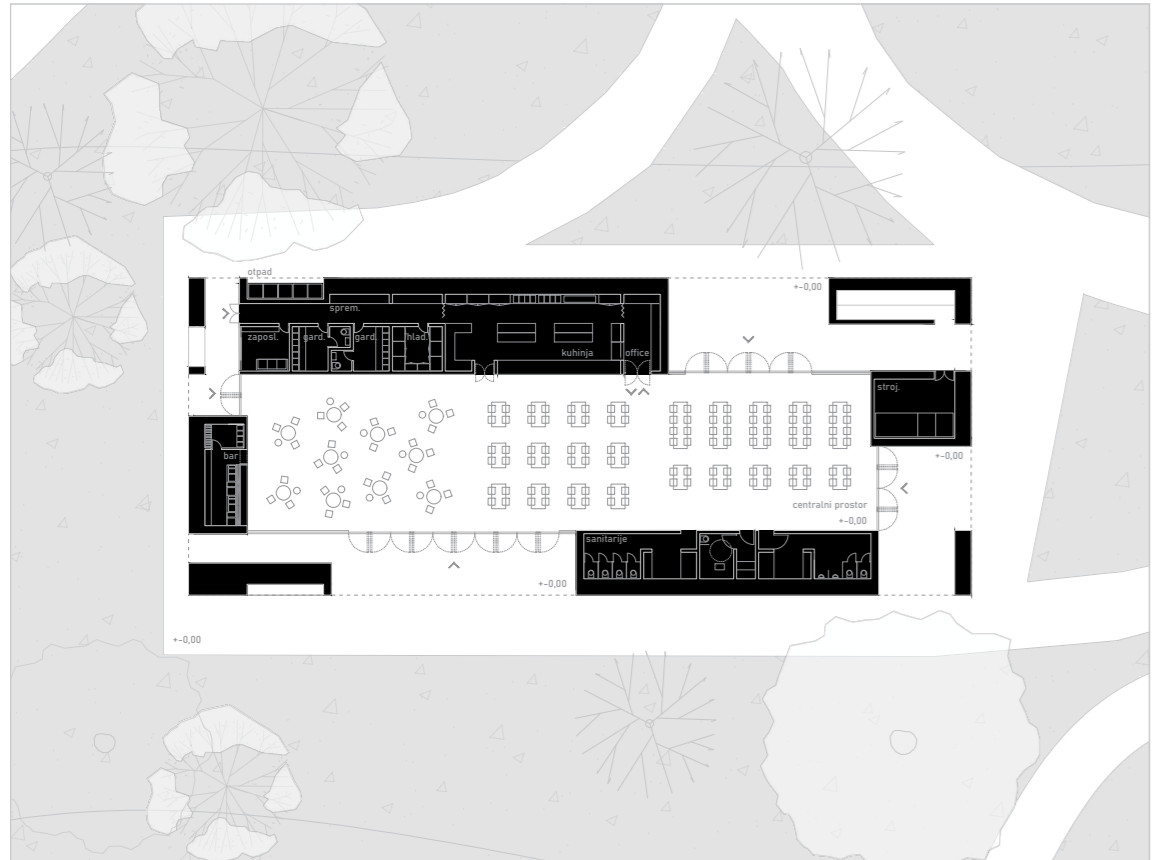 otpad
+-0,00
sprem.
zaposl.
gard.
gard.
hlad.
kuhinja
office
stroj.
bar
+-0,00
centralni prostor
+-0,00
sanitarije
+-0,00
+-0,00